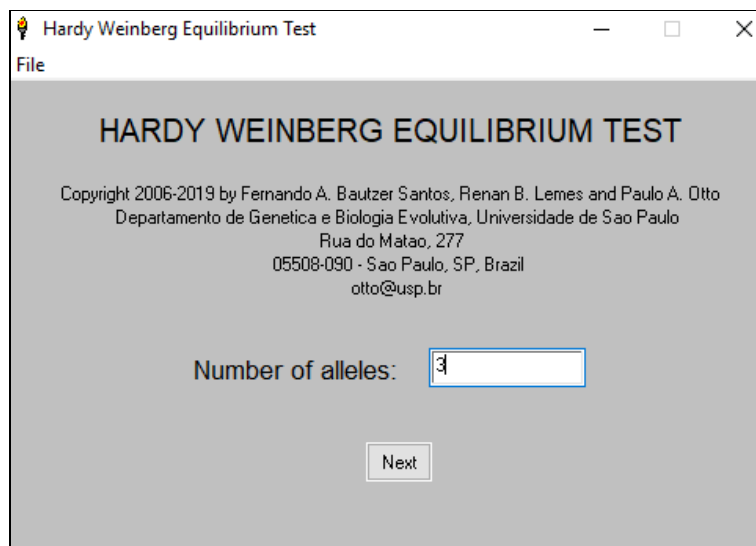 Hardy Weinberg Equilibrium Test
File
HARDY WEINBERG EQUILIBRIUM TEST
Copyright 2006-2019 by Fernando A. Bautzer Santos, Renan B. Lemes and Paulo A. Otto
Departamento de Genetica e Biologia Evolutiva, Universidade de Sao Paulo
Rua do Matao, 277
05508-090 - Sao Paulo, SP, Brazil
otto@usp.br
Number of alleles: 3
Next